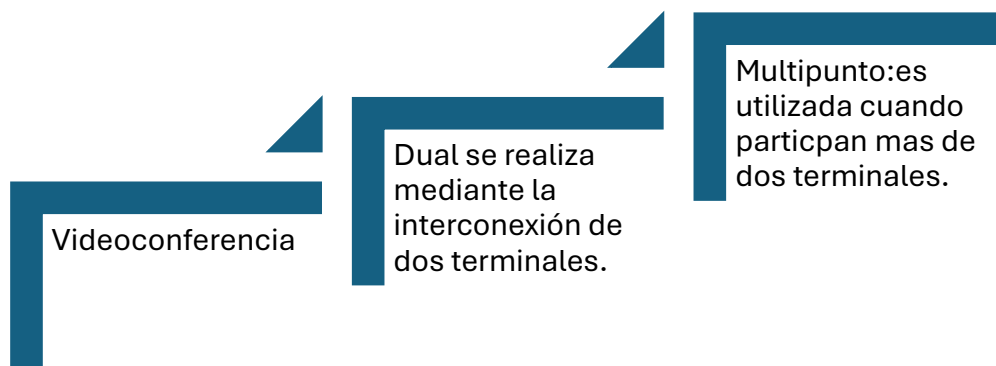 Videoconferencia
Dual se realiza
mediante la
interconexión de
dos terminales.
Multipunto:es
utilizada cuando
particpan mas de
dos terminales.